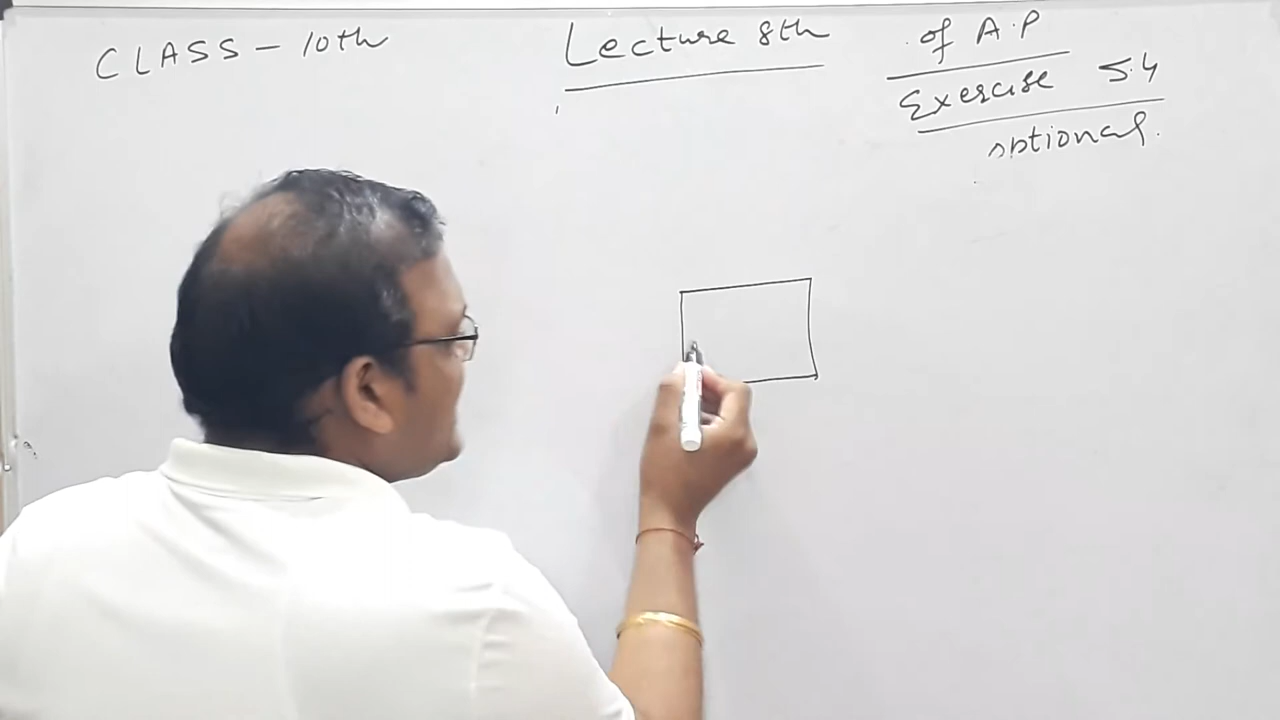 CLASS - 10th
Lecture 8th of A.P
Exercise 5.4
optional.